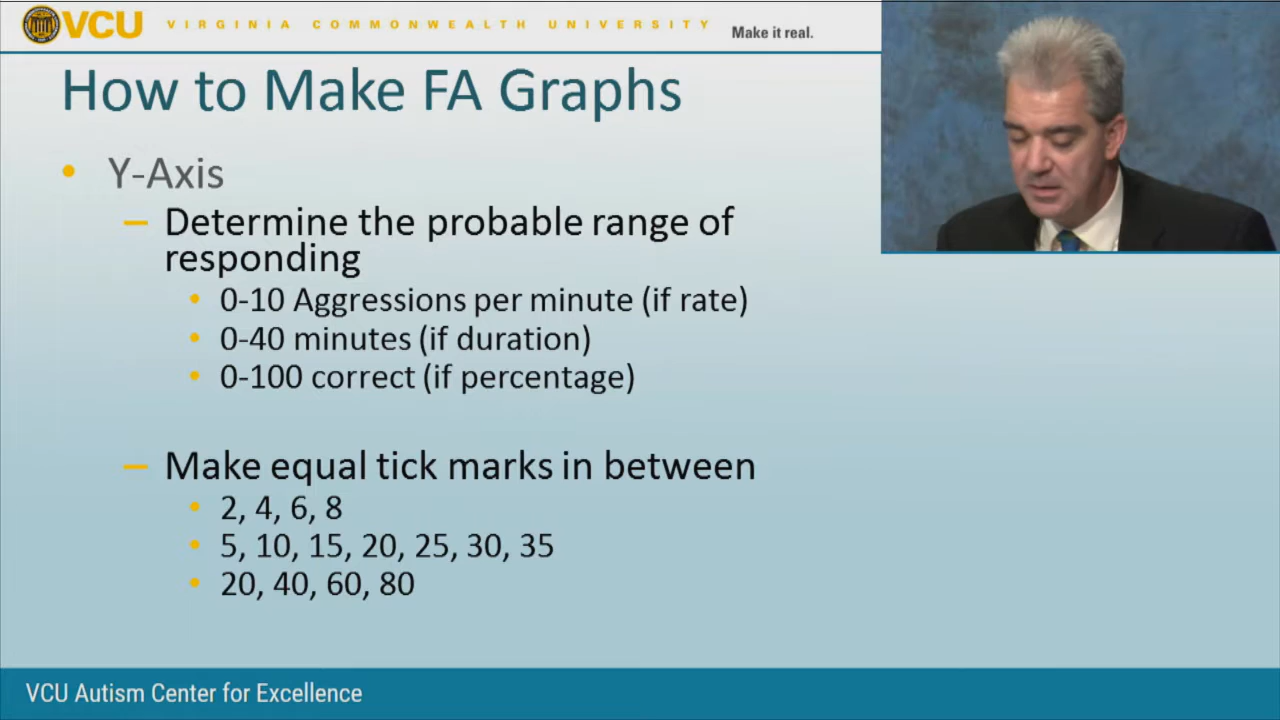 VCU VIRGINIA COMMONWEALTH UNIVERSITY Make it real.
How to Make FA Graphs
• Y-Axis
– Determine the probable range of
responding
• 0-10 Aggressions per minute (if rate)
• 0-40 minutes (if duration)
• 0-100 correct (if percentage)
– Make equal tick marks in between
• 2, 4, 6, 8
• 5, 10, 15, 20, 25, 30, 35
• 20, 40, 60, 80
VCU Autism Center for Excellence